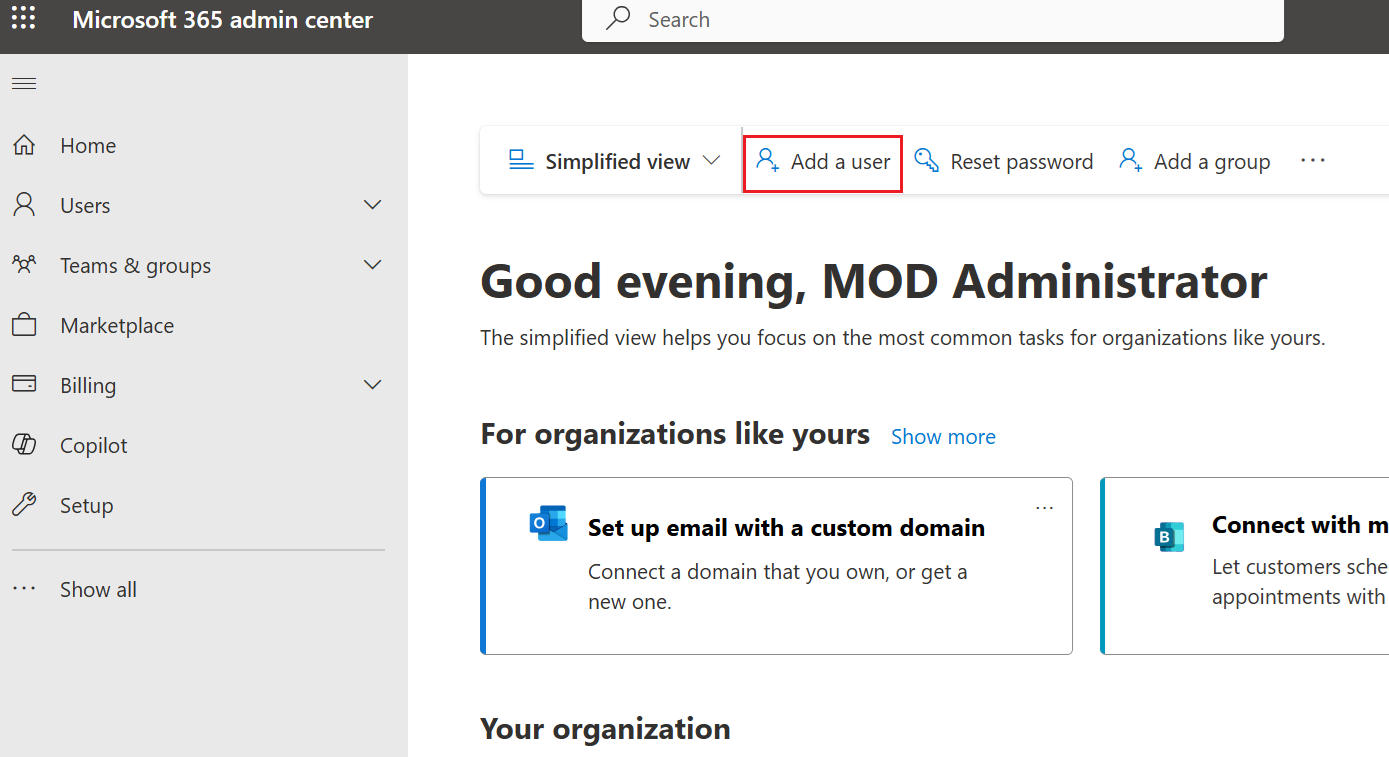 Microsoft 365 admin center
Search
Home
Users
Teams & groups
Marketplace
Billing
Copilot
Setup
Show all
Simplified view
Add a user
Reset password
Add a group
Good evening, MOD Administrator
The simplified view helps you focus on the most common tasks for organizations like yours.
For organizations like yours Show more
Set up email with a custom domain
Connect a domain that you own, or get a
new one.
Connect with m
Let customers sche
appointments with
Your organization